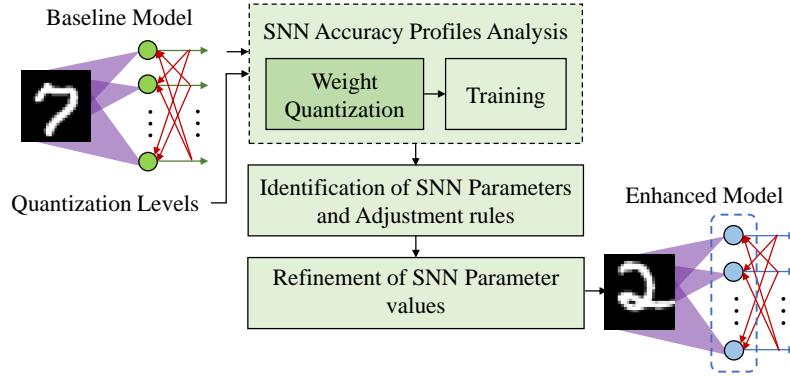 Baseline Model
SNN Accuracy Profiles Analysis
Weight
Quantization
Training
Quantization Levels
Identification of SNN Parameters
and Adjustment rules
Enhanced Model
Refinement of SNN Parameter
values